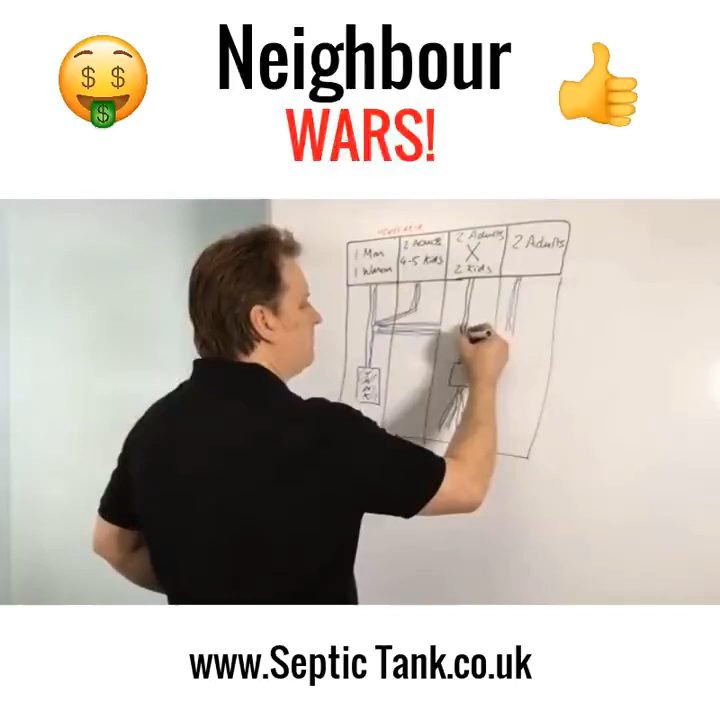 Neighbour
WARS!
1 Man
1 Woman
2 Adults
4-5 Kids
2 Adults
X
2 Kids
2 Adults
TANK
www.Septic Tank.co.uk